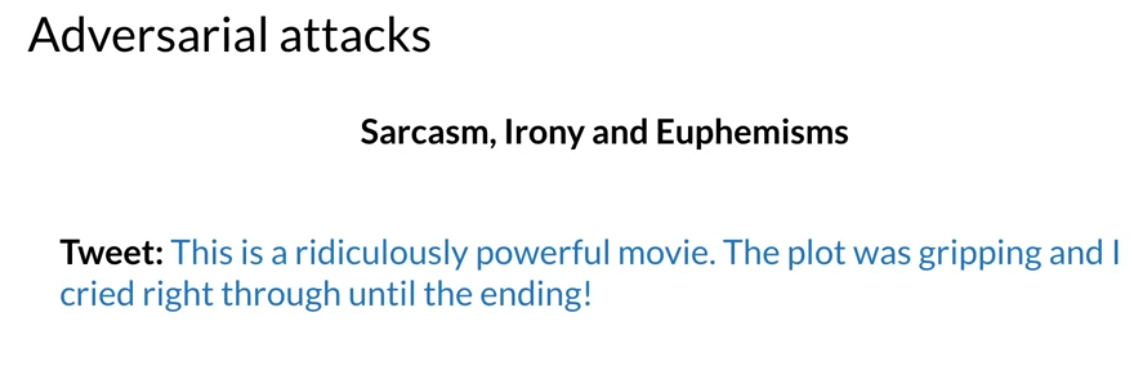 Adversarial attacks
Sarcasm, Irony and Euphemisms
Tweet: This is a ridiculously powerful movie. The plot was gripping and I
cried right through until the ending!